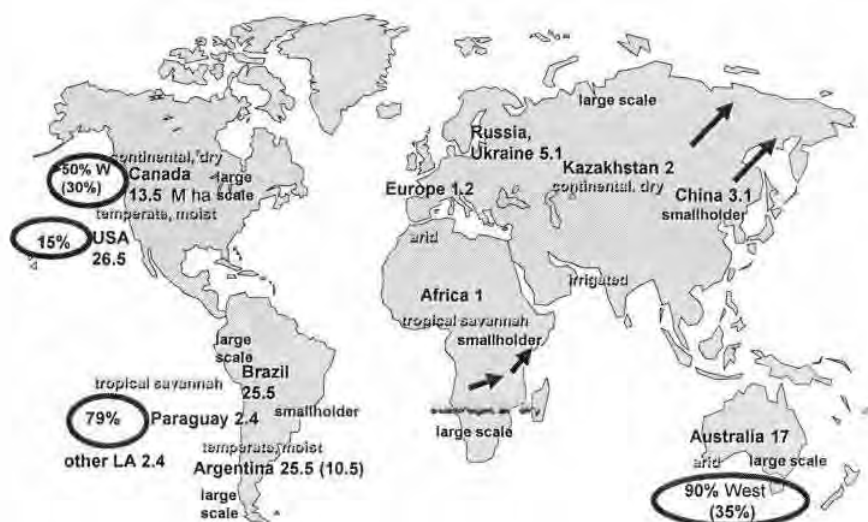 large scale
Russia,
Ukraine 5.1
continental, dry
>50% W
(30%)
Canada
large
13.5 M ha scale
Kazakhstan 2
continental, dry
Europe 1.2
China 3.1
smallholder
temperate, moist
15%
USA
26.5
arid
irrigated
Africa 1
tropical savannah
smallholder
large
scale
Brazil
25.5
tropical savannah
smallholder
79%
Paraguay 2.4
large scale
Australia 17
temperate, moist
other LA 2.4
Argentina 25.5 (10.5)
arid
large scale
90% West
(35%)
large
scale